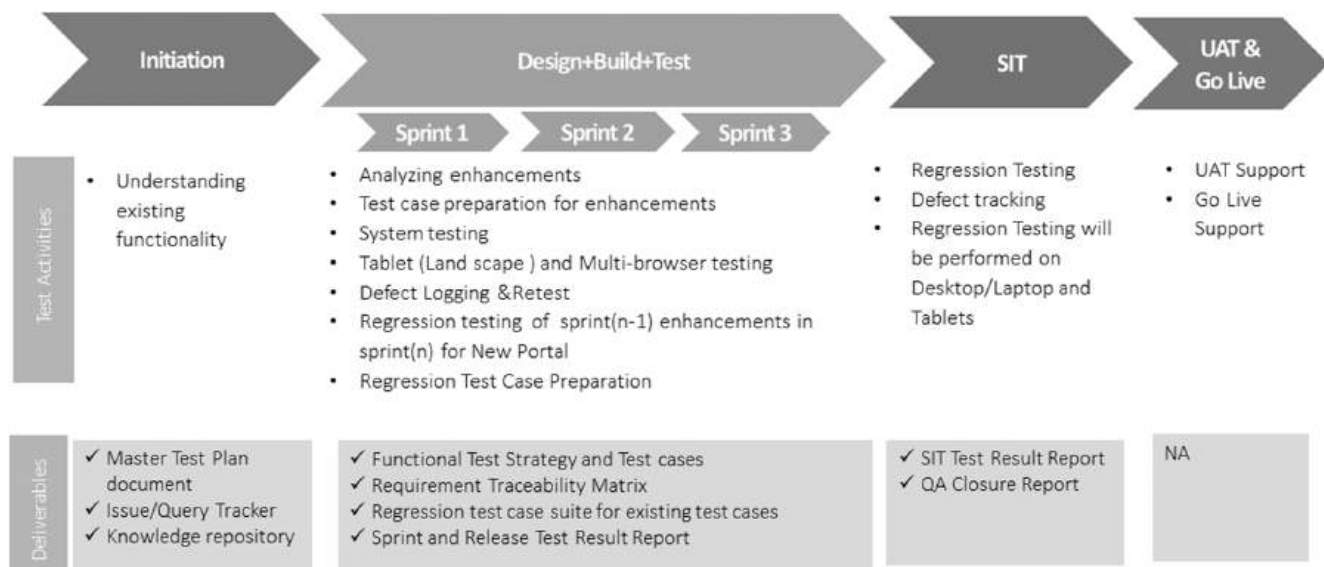 Initiation
Design+Build+Test
SIT
UAT &
Go Live
Sprint 1
Sprint 2
Sprint 3
Test Activities
• Understanding
existing
functionality
• Analyzing enhancements
• Test case preparation for enhancements
• System testing
• Tablet (Land scape ) and Multi-browser testing
• Defect Logging &Retest
• Regression testing of sprint(n-1) enhancements in
sprint(n) for New Portal
• Regression Test Case Preparation
• Regression Testing
• Defect tracking
• Regression Testing will
be performed on
Desktop/Laptop and
Tablets
• UAT Support
• Go Live
Support
Deliverables
✓ Master Test Plan
document
✓ Issue/Query Tracker
✓ Knowledge repository
✓ Functional Test Strategy and Test cases
✓ Requirement Traceability Matrix
✓ Regression test case suite for existing test cases
✓ Sprint and Release Test Result Report
✓ SIT Test Result Report
✓ QA Closure Report
NA